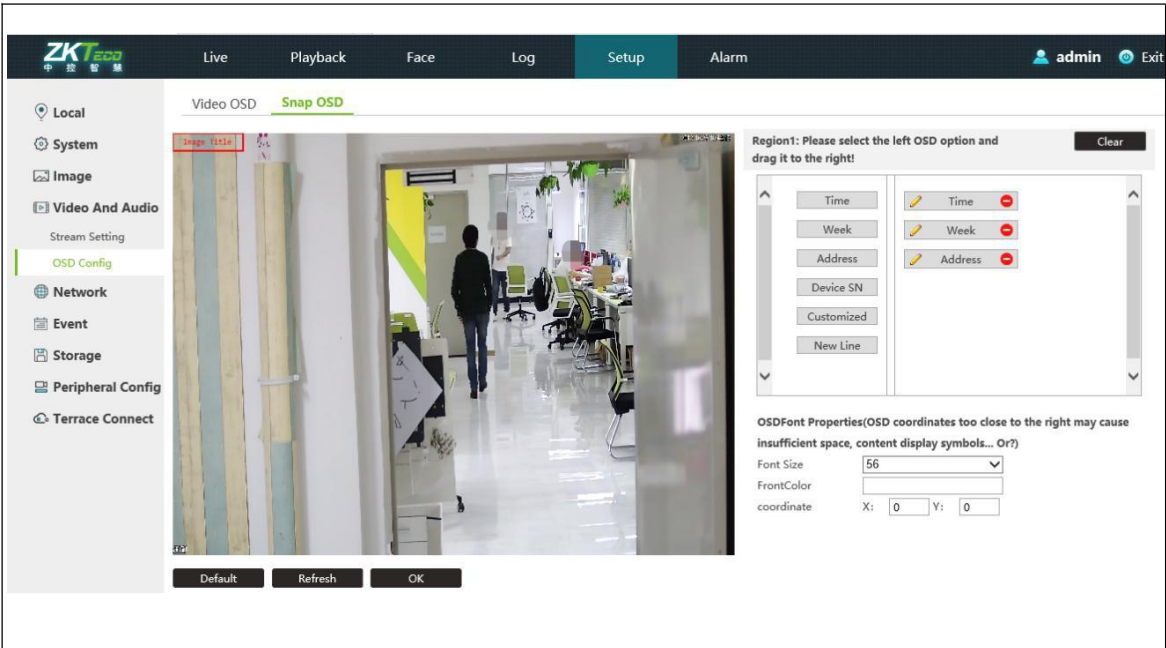 ZKTeco
中 控 智 慧
Live
Playback
Face
Log
Setup
Alarm
admin
Exit
Local
System
Image
Video And Audio
Stream Setting
OSD Config
Network
Event
Storage
Peripheral Config
Terrace Connect
Video OSD
Snap OSD
Image Title
Region1: Please select the left OSD option and
drag it to the right!
Clear
Time
Week
Address
Device SN
Customized
New Line
Time
Week
Address
OSDFont Properties(OSD coordinates too close to the right may cause
insufficient space, content display symbols... Or?)
Font Size
56
FrontColor
coordinate
X: 0 Y: 0
Default
Refresh
OK